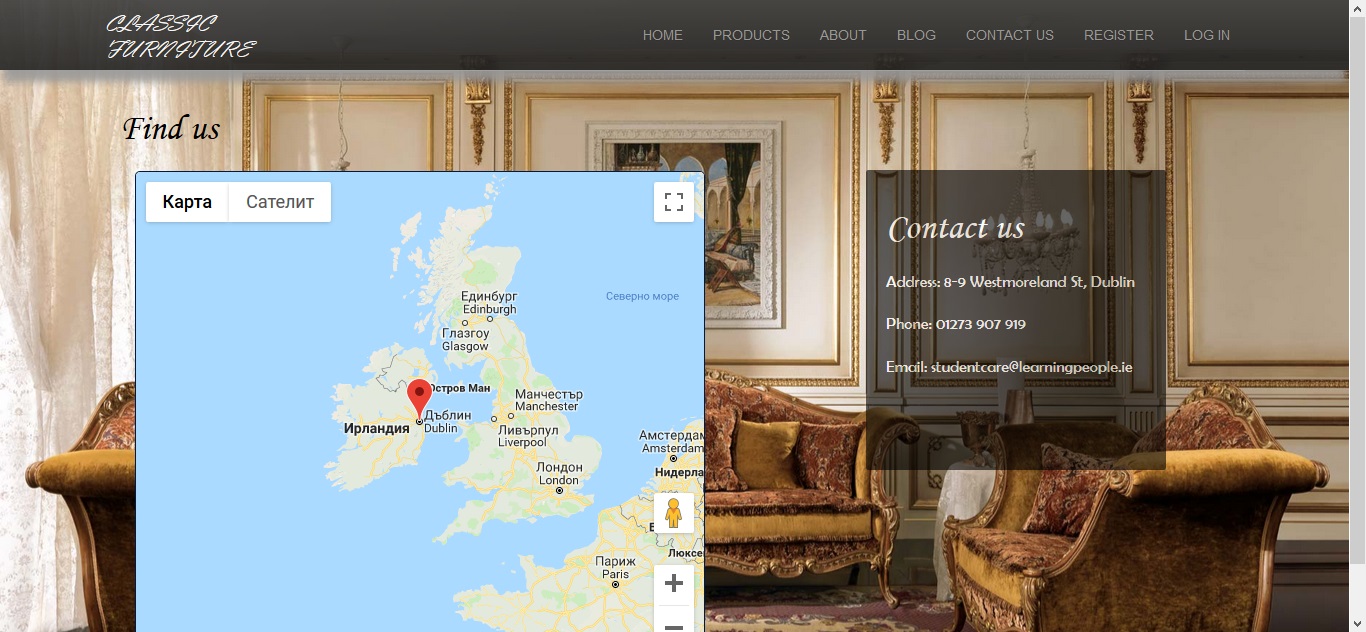 CLASSIC
FURNITURE
HOME PRODUCTS ABOUT BLOG CONTACT US REGISTER LOG IN
Find us
Карта Сателит
Единбург
Edinburgh
Северно море
Глазгоу
Glasgow
Остров Ман
Манчестър
Manchester
Дъблин
Dublin
Ирландия
Ливърпул
Liverpool
Амстердам
Amsterdam
Нидерла
Лондон
London
Люксе
Париж
Paris
Contact us
Address: 8-9 Westmoreland St, Dublin
Phone: 01273 907 919
Email: studentcare@learningpeople.ie